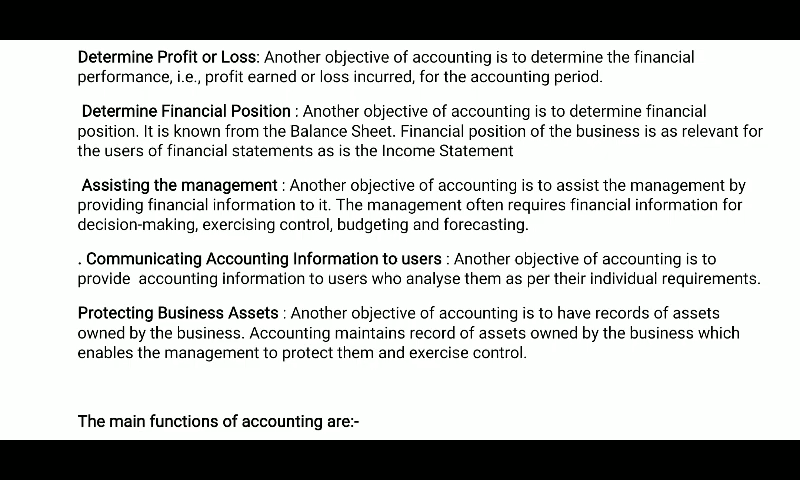 Determine Profit or Loss: Another objective of accounting is to determine the financial
performance, i.e., profit earned or loss incurred, for the accounting period.
Determine Financial Position : Another objective of accounting is to determine financial
position. It is known from the Balance Sheet. Financial position of the business is as relevant for
the users of financial statements as is the Income Statement
Assisting the management : Another objective of accounting is to assist the management by
providing financial information to it. The management often requires financial information for
decision-making, exercising control, budgeting and forecasting.
. Communicating Accounting Information to users : Another objective of accounting is to
provide  accounting information to users who analyse them as per their individual requirements.
Protecting Business Assets : Another objective of accounting is to have records of assets
owned by the business. Accounting maintains record of assets owned by the business which
enables the management to protect them and exercise control.
The main functions of accounting are:-